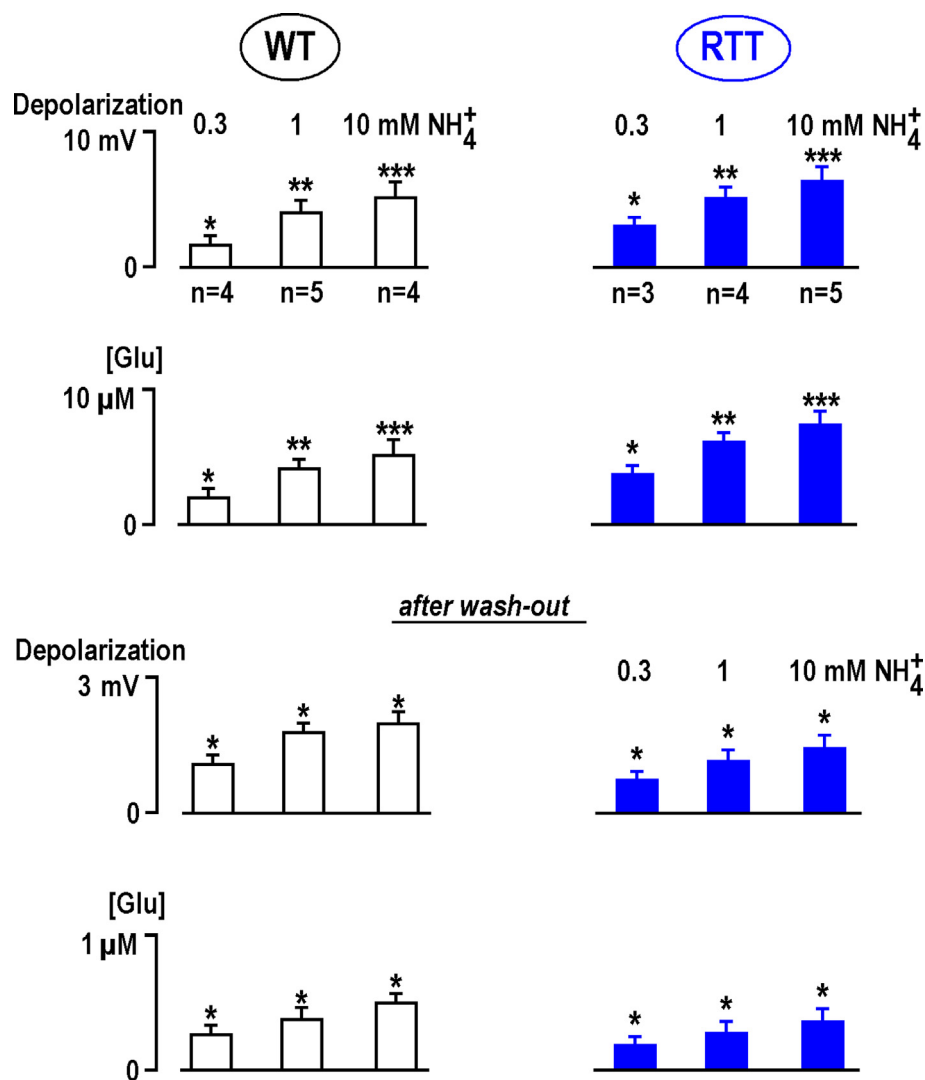 WT RTT
Depolarization
10 mV 0.3 1 10 mM NH₄⁺ 0.3 1 10 mM NH₄⁺
* ** *** * ** ***
0
n=4 n=5 n=4 n=3 n=4 n=5
[Glu]
10 µM
* ** *** * ** ***
0
after wash-out
Depolarization
3 mV 0.3 1 10 mM NH₄⁺
* * * * * *
0
[Glu]
1 µM
* * * * * *
0